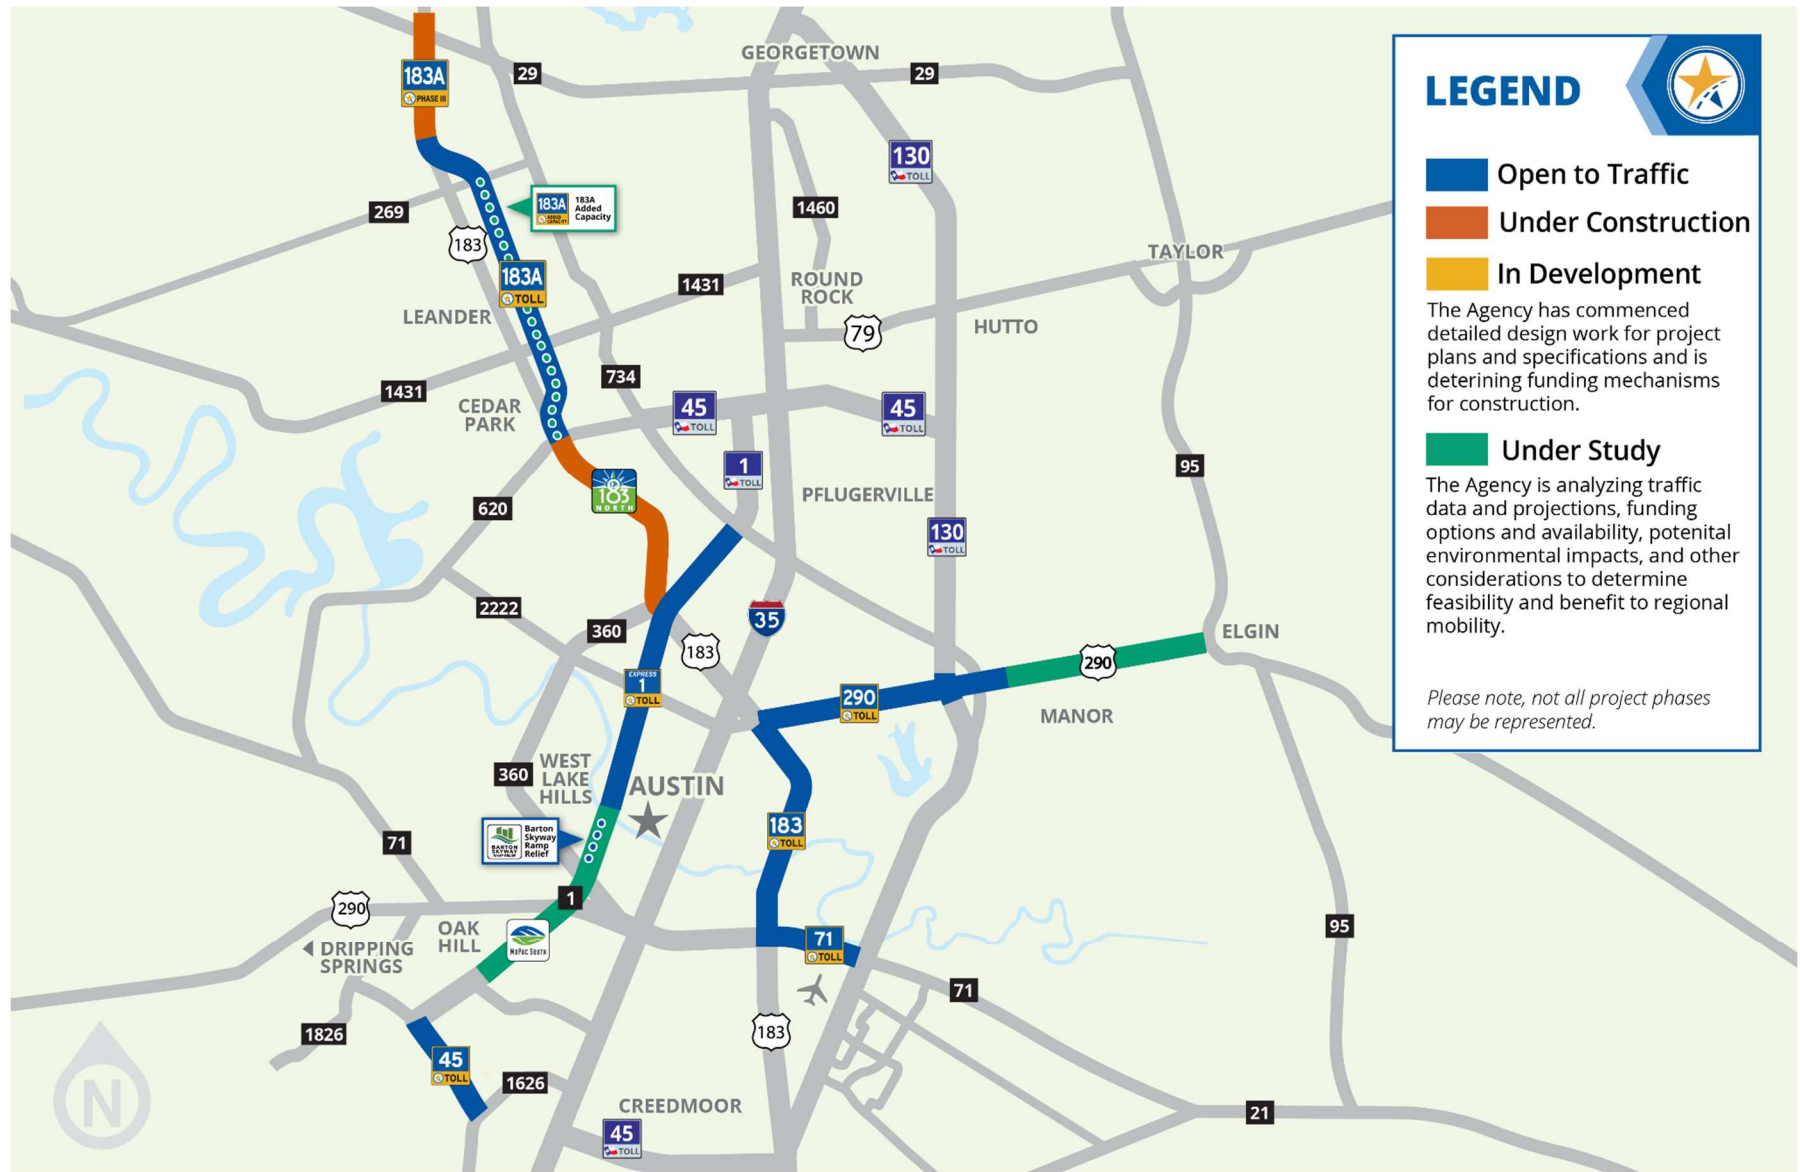 GEORGETOWN
183A
PHASE III
29
29
130
TOLL
183A
ADDED
CAPACITY
183A
Added
Capacity
269
1460
183
183A
TOLL
1431
ROUND
ROCK
TAYLOR
LEANDER
79
HUTTO
734
1431
CEDAR
PARK
45
TOLL
45
TOLL
1
TOLL
95
183
NORTH
PFLUGERVILLE
620
130
TOLL
2222
360
35
183
ELGIN
290
EXPRESS
1
TOLL
290
TOLL
MANOR
360
WEST
LAKE
HILLS
AUSTIN
183
TOLL
BARTON
SKYWAY
Barton
Skyway
Ramp
Relief
71
1
290
OAK
HILL
MoPac South
71
TOLL
95
DRIPPING
SPRINGS
71
1826
183
45
TOLL
1626
CREEDMOOR
45
TOLL
21
N
LEGEND
Open to Traffic
Under Construction
In Development
The Agency has commenced
detailed design work for project
plans and specifications and is
deterining funding mechanisms
for construction.
Under Study
The Agency is analyzing traffic
data and projections, funding
options and availability, potenital
environmental impacts, and other
considerations to determine
feasibility and benefit to regional
mobility.
Please note, not all project phases
may be represented.